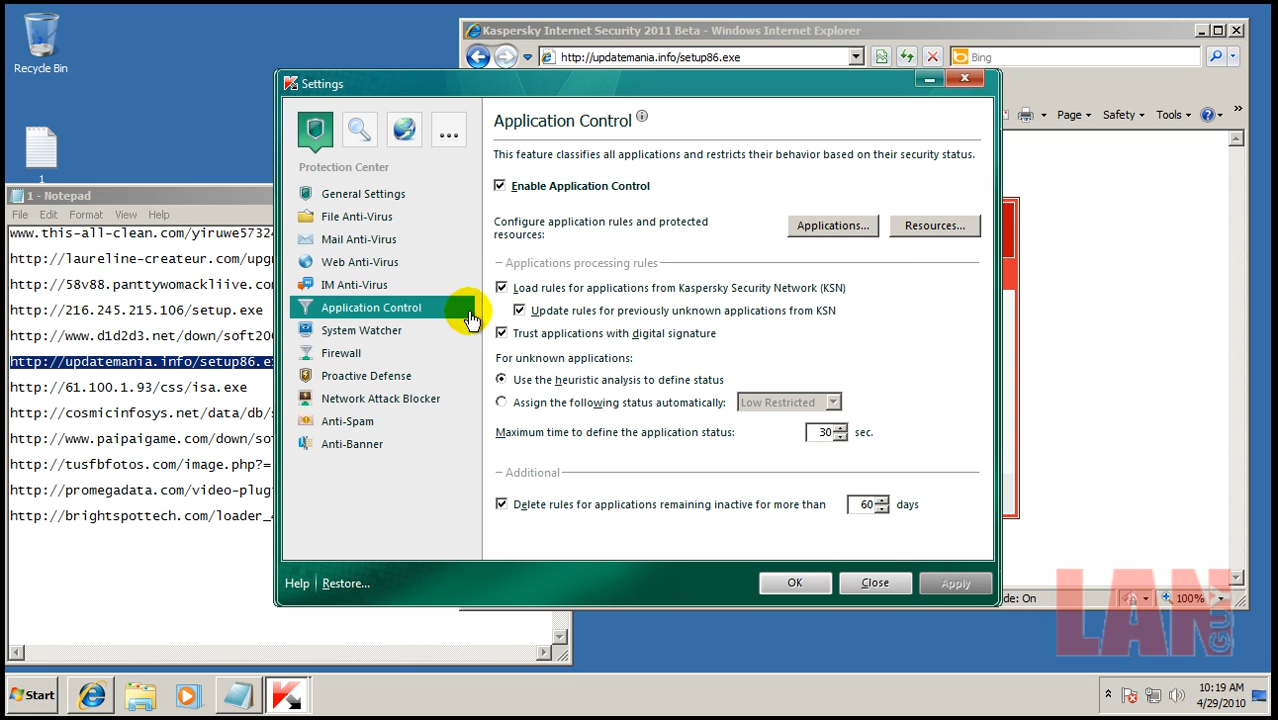 Recycle Bin
1
Kaspersky Internet Security 2011 Beta - Windows Internet Explorer
http://updatemania.info/setup86.exe
Bing
Page
Safety
Tools
»
Settings
Protection Center
General Settings
File Anti-Virus
Mail Anti-Virus
Web Anti-Virus
IM Anti-Virus
Application Control
System Watcher
Firewall
Proactive Defense
Network Attack Blocker
Anti-Spam
Anti-Banner
Application Control
This feature classifies all applications and restricts their behavior based on their security status.
Enable Application Control
Configure application rules and protected
resources:
Applications...
Resources...
Applications processing rules
Load rules for applications from Kaspersky Security Network (KSN)
Update rules for previously unknown applications from KSN
Trust applications with digital signature
For unknown applications:
Use the heuristic analysis to define status
Assign the following status automatically:
Low Restricted
Maximum time to define the application status:
30
sec.
Additional
Delete rules for applications remaining inactive for more than
60
days
Help
Restore...
OK
Close
Apply
1 - Notepad
File Edit Format View Help
www.this-all-clean.com/yiruwe57324
http://laureline-createur.com/upg
http://58v88.panttywomackliive.co
http://216.245.215.106/setup.exe
http://www.d1d2d3.net/down/soft20
http://updatemania.info/setup86.e
http://61.100.1.93/css/isa.exe
http://cosmicinfosys.net/data/db/
http://www.paipaigame.com/down/so
http://tusfbfotos.com/image.php?=
http://promegadata.com/video-plug
http://brightspottech.com/loader_
de: On
100%
LAN
GUY
Start
10:19 AM
4/29/2010